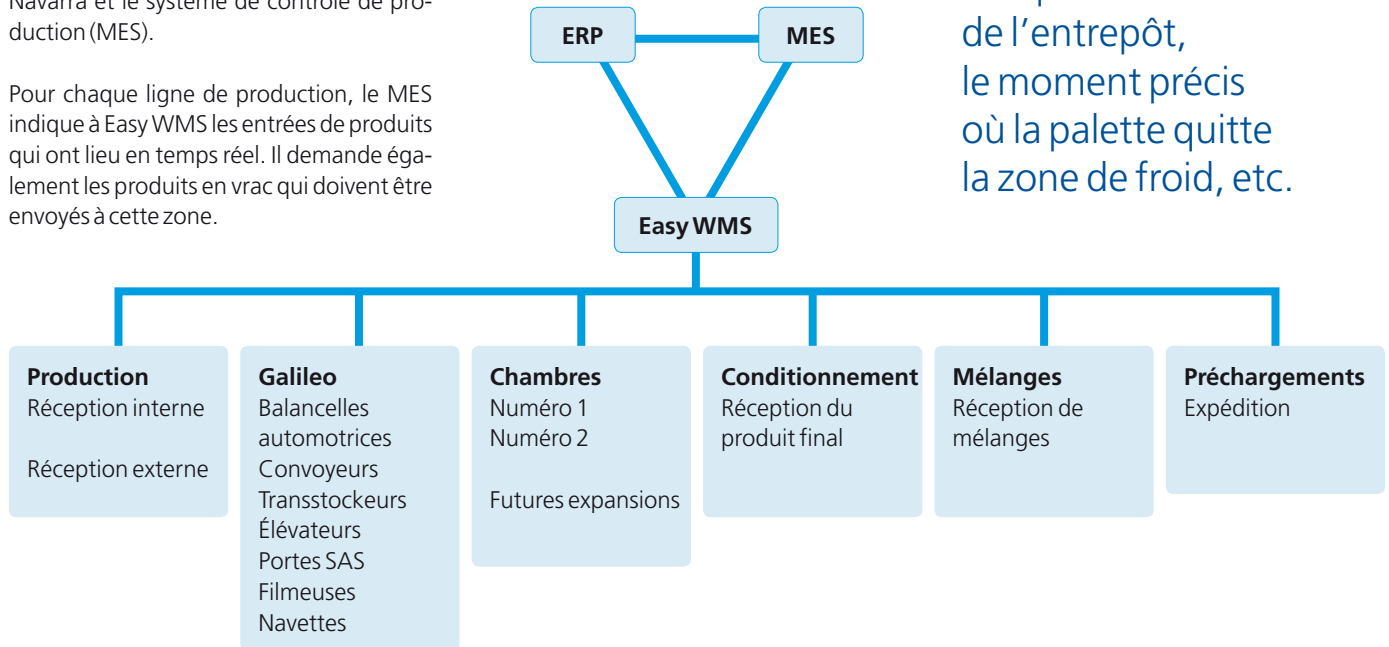 Navarra et le système de contrôle de pro-
duction (MES).
Pour chaque ligne de production, le MES
indique à Easy WMS les entrées de produits
qui ont lieu en temps réel. Il demande éga-
lement les produits en vrac qui doivent être
envoyés à cette zone.
ERP
MES
Easy WMS
de l’entrepôt,
le moment précis
où la palette quitte
la zone de froid, etc.
Production
Réception interne
Réception externe
Galileo
Balancelles
automotrices
Convoyeurs
Transstockeurs
Élévateurs
Portes SAS
Filmeuses
Navettes
Chambres
Numéro 1
Numéro 2
Futures expansions
Conditionnement
Réception du
produit final
Mélanges
Réception de
mélanges
Préchargements
Expédition